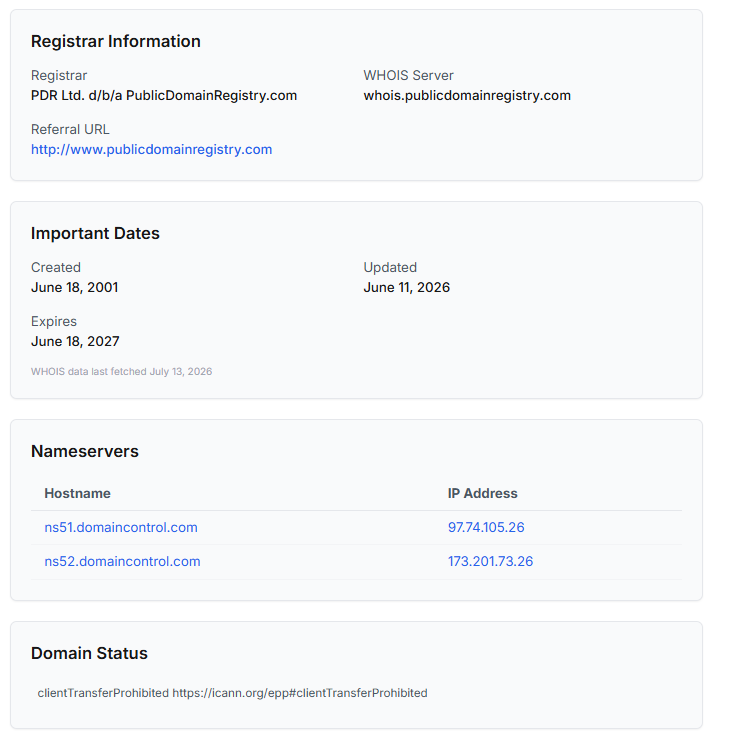 Registrar Information
Registrar WHOIS Server
PDR Ltd. d/b/a PublicDomainRegistry.com whois.publicdomainregistry.com
Referral URL
http://www.publicdomainregistry.com
Important Dates
Created Updated
June 18, 2001 June 11, 2026
Expires
June 18, 2027
WHOIS data last fetched July 13, 2026
Nameservers
Hostname IP Address
ns51.domaincontrol.com 97.74.105.26
ns52.domaincontrol.com 173.201.73.26
Domain Status
clientTransferProhibited https://icann.org/epp#clientTransferProhibited